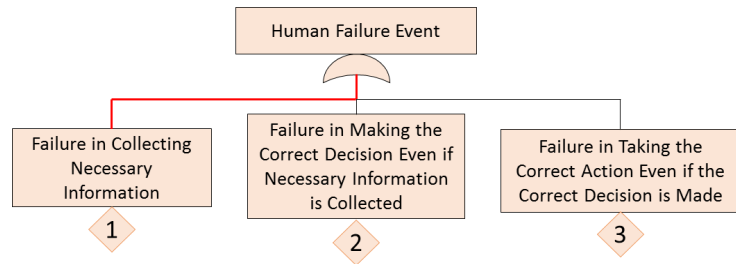 Human Failure Event
Failure in Collecting
Necessary
Information
Failure in Making the
Correct Decision Even if
Necessary Information
is Collected
Failure in Taking the
Correct Action Even if the
Correct Decision is Made
1
2
3